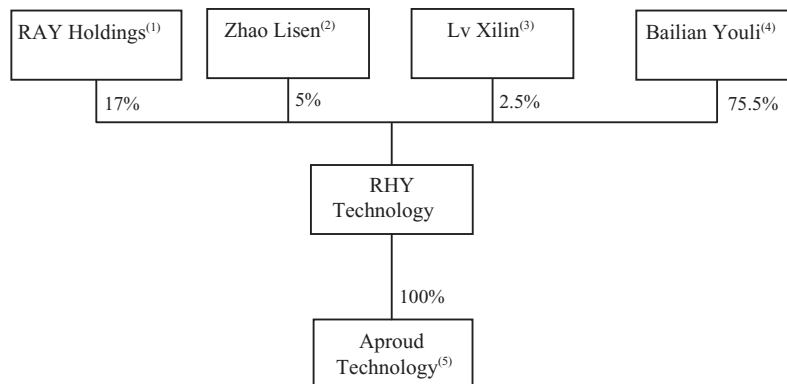 RAY Holdings(1)
Zhao Lisen(2)
Lv Xilin(3)
Bailian Youli(4)
17%
5%
2.5%
75.5%
RHY
Technology
100%
Aproud
Technology(5)